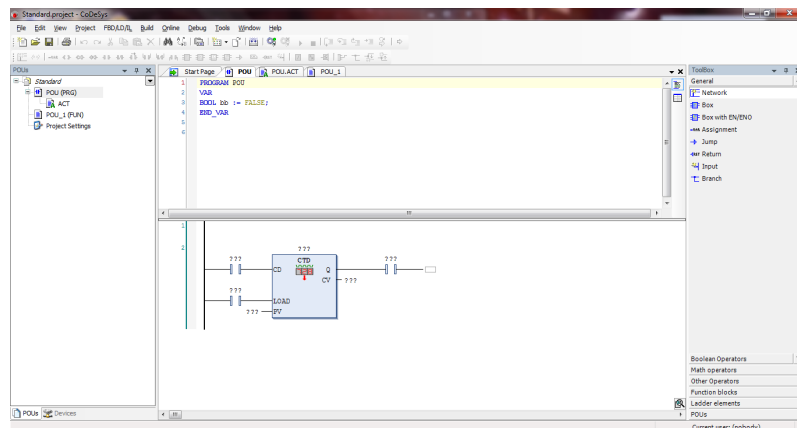 Standard.project - CoDeSys
File Edit View Project FBD/LD/IL Build Online Debug Tools Window Help
POUs
Standard
POU (PRG)
ACT
POU_1 (FUN)
Project Settings
POUs Devices
Start Page POU POU.ACT POU_1
1 PROGRAM POU
2 VAR
3 BOOL bb := FALSE;
4 END_VAR
5
6
1
2
???
??? CTD ???
CD Q
CV ???
???
LOAD
??? PV
ToolBox
General
Network
Box
Box with EN/ENO
Assignment
Jump
Return
Input
Branch
Boolean Operators
Math operators
Other Operators
Function blocks
Ladder elements
POUs
Current user: (nobody)